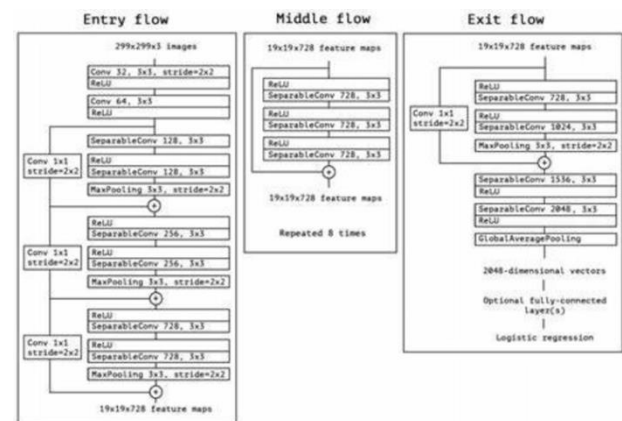 Entry flow
299x299x3 images
Conv 32, 3x3, stride=2x2
ReLU
Conv 64, 3x3
ReLU
Conv 1x1
stride=2x2
SeparableConv 128, 3x3
ReLU
SeparableConv 128, 3x3
MaxPooling 3x3, stride=2x2
+
Conv 1x1
stride=2x2
ReLU
SeparableConv 256, 3x3
ReLU
SeparableConv 256, 3x3
MaxPooling 3x3, stride=2x2
+
Conv 1x1
stride=2x2
ReLU
SeparableConv 728, 3x3
ReLU
SeparableConv 728, 3x3
MaxPooling 3x3, stride=2x2
+
19x19x728 feature maps
Middle flow
19x19x728 feature maps
ReLU
SeparableConv 728, 3x3
ReLU
SeparableConv 728, 3x3
ReLU
SeparableConv 728, 3x3
+
19x19x728 feature maps
Repeated 8 times
Exit flow
19x19x728 feature maps
Conv 1x1
stride=2x2
ReLU
SeparableConv 728, 3x3
ReLU
SeparableConv 1024, 3x3
MaxPooling 3x3, stride=2x2
+
SeparableConv 1536, 3x3
ReLU
SeparableConv 2048, 3x3
ReLU
GlobalAveragePooling
2048-dimensional vectors
Optional fully-connected
layer(s)
Logistic regression